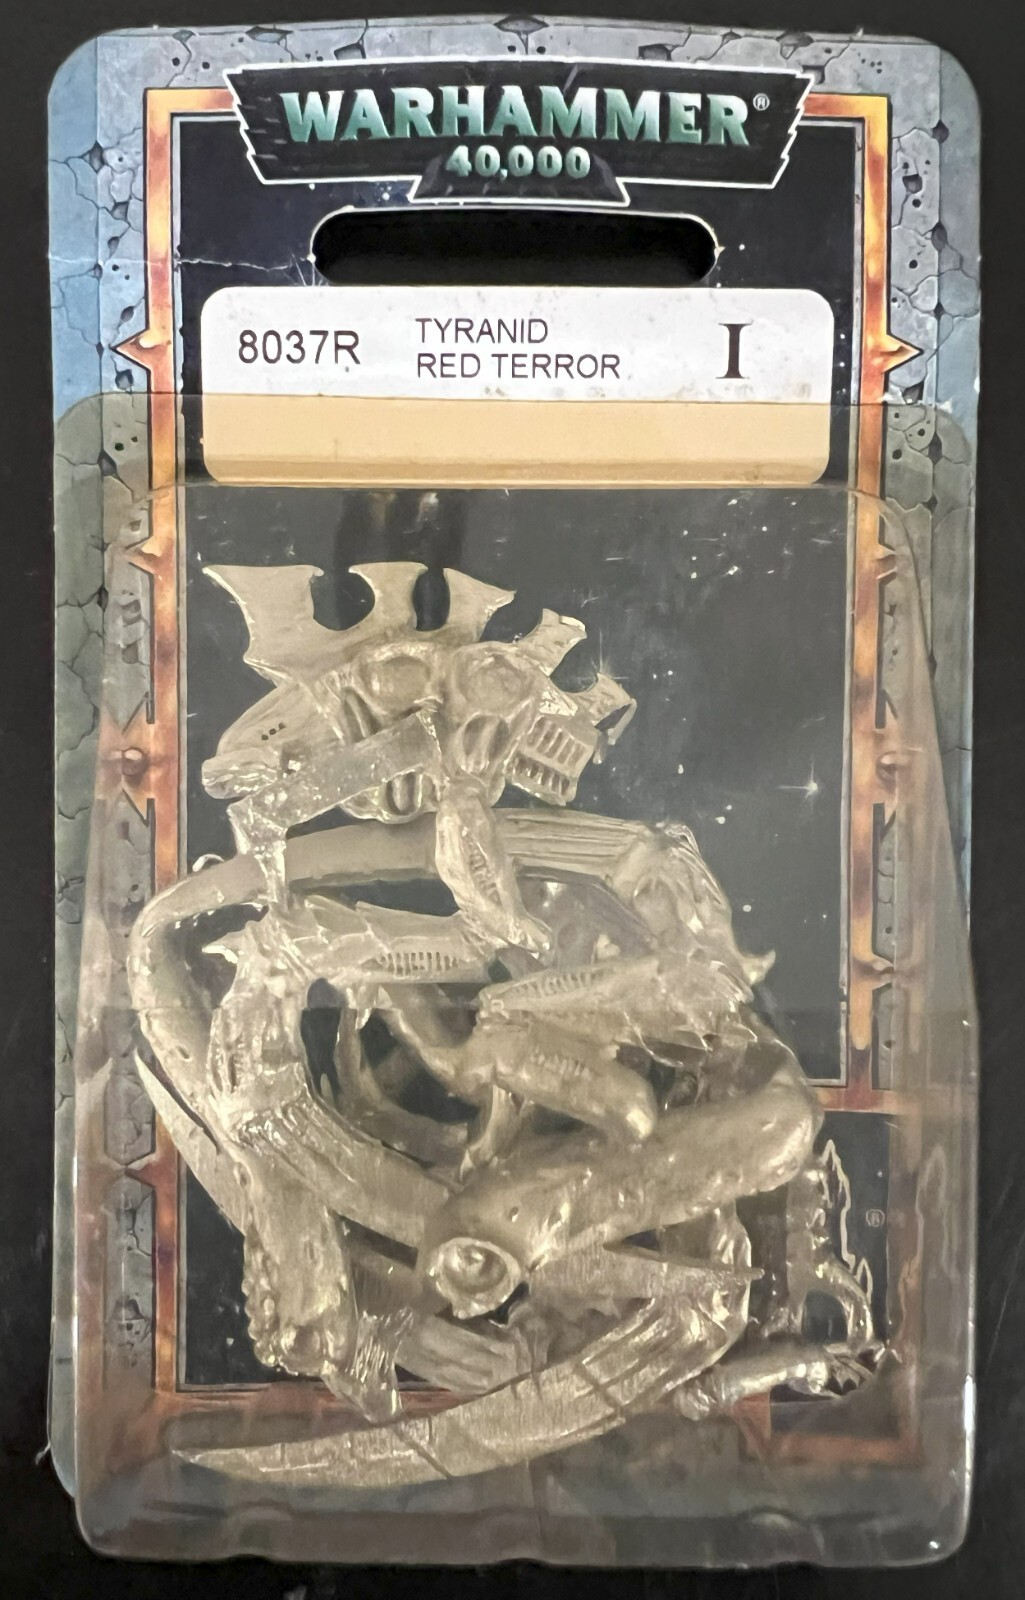 WARHAMMER®
40,000
8037R TYRANID I
RED TERROR
®